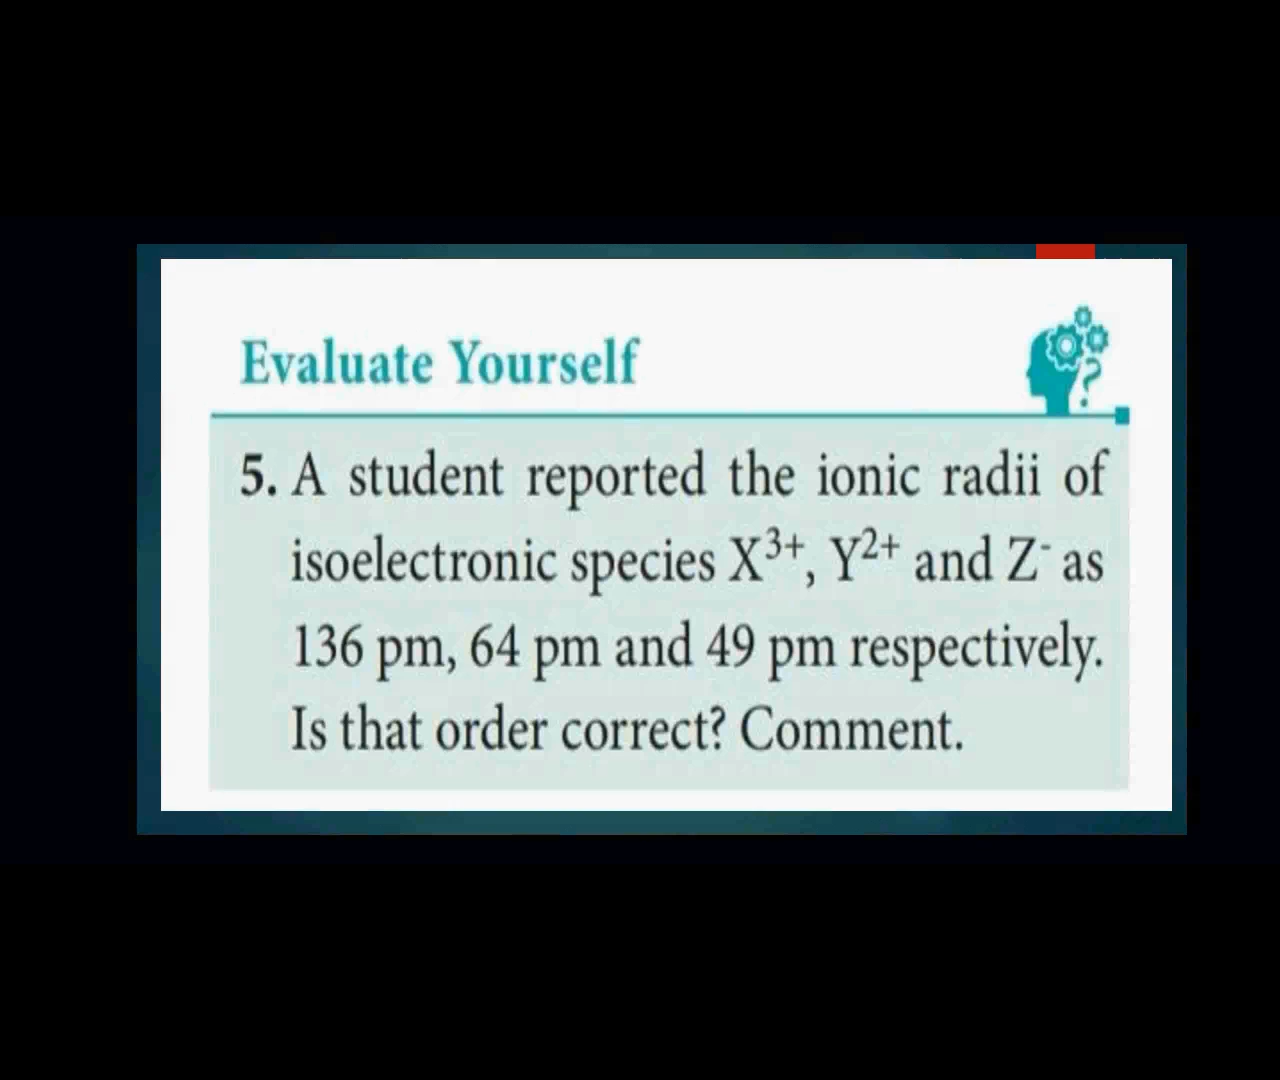 Evaluate Yourself
5. A student reported the ionic radii of
isoelectronic species X³⁺, Y²⁺ and Z⁻ as
136 pm, 64 pm and 49 pm respectively.
Is that order correct? Comment.